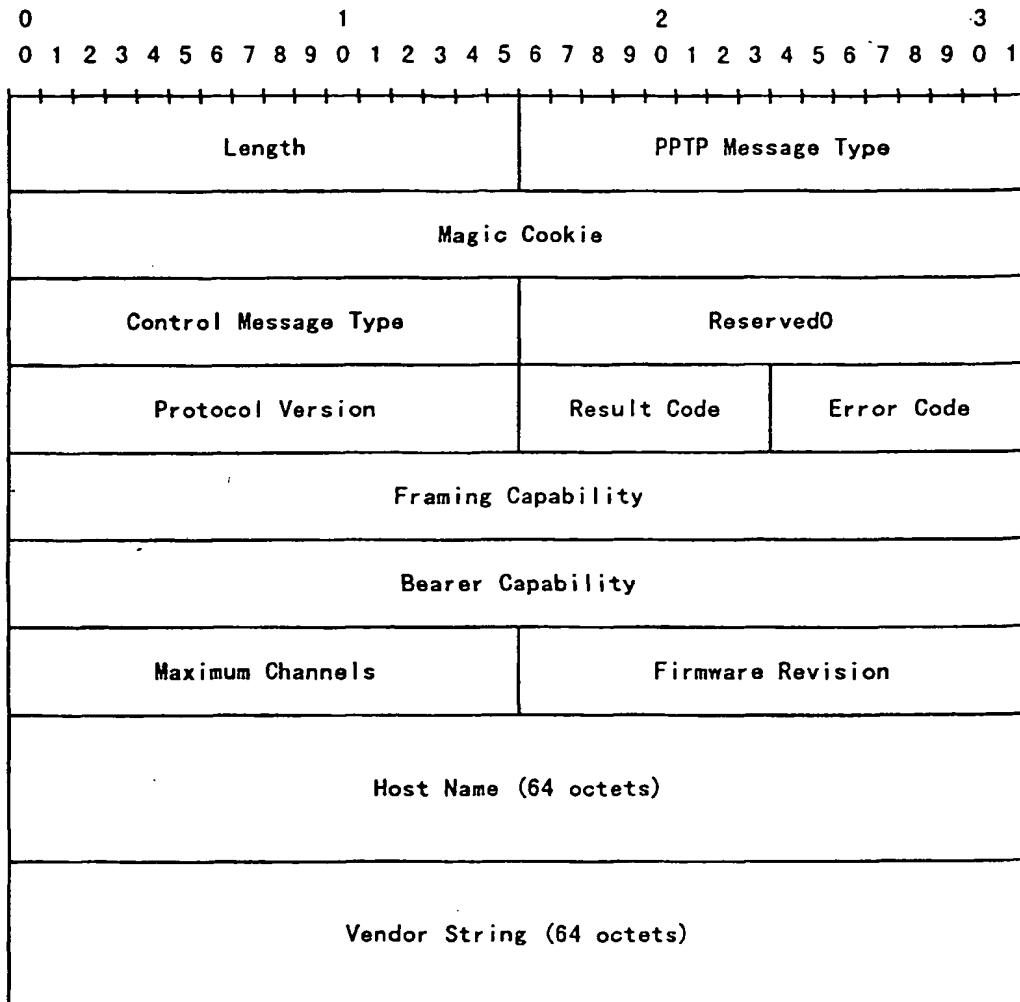 0 1 2 3
0 1 2 3 4 5 6 7 8 9 0 1 2 3 4 5 6 7 8 9 0 1 2 3 4 5 6 7 8 9 0 1
Length PPTP Message Type
Magic Cookie
Control Message Type Reserved0
Protocol Version Result Code Error Code
Framing Capability
Bearer Capability
Maximum Channels Firmware Revision
Host Name (64 octets)
Vendor String (64 octets)